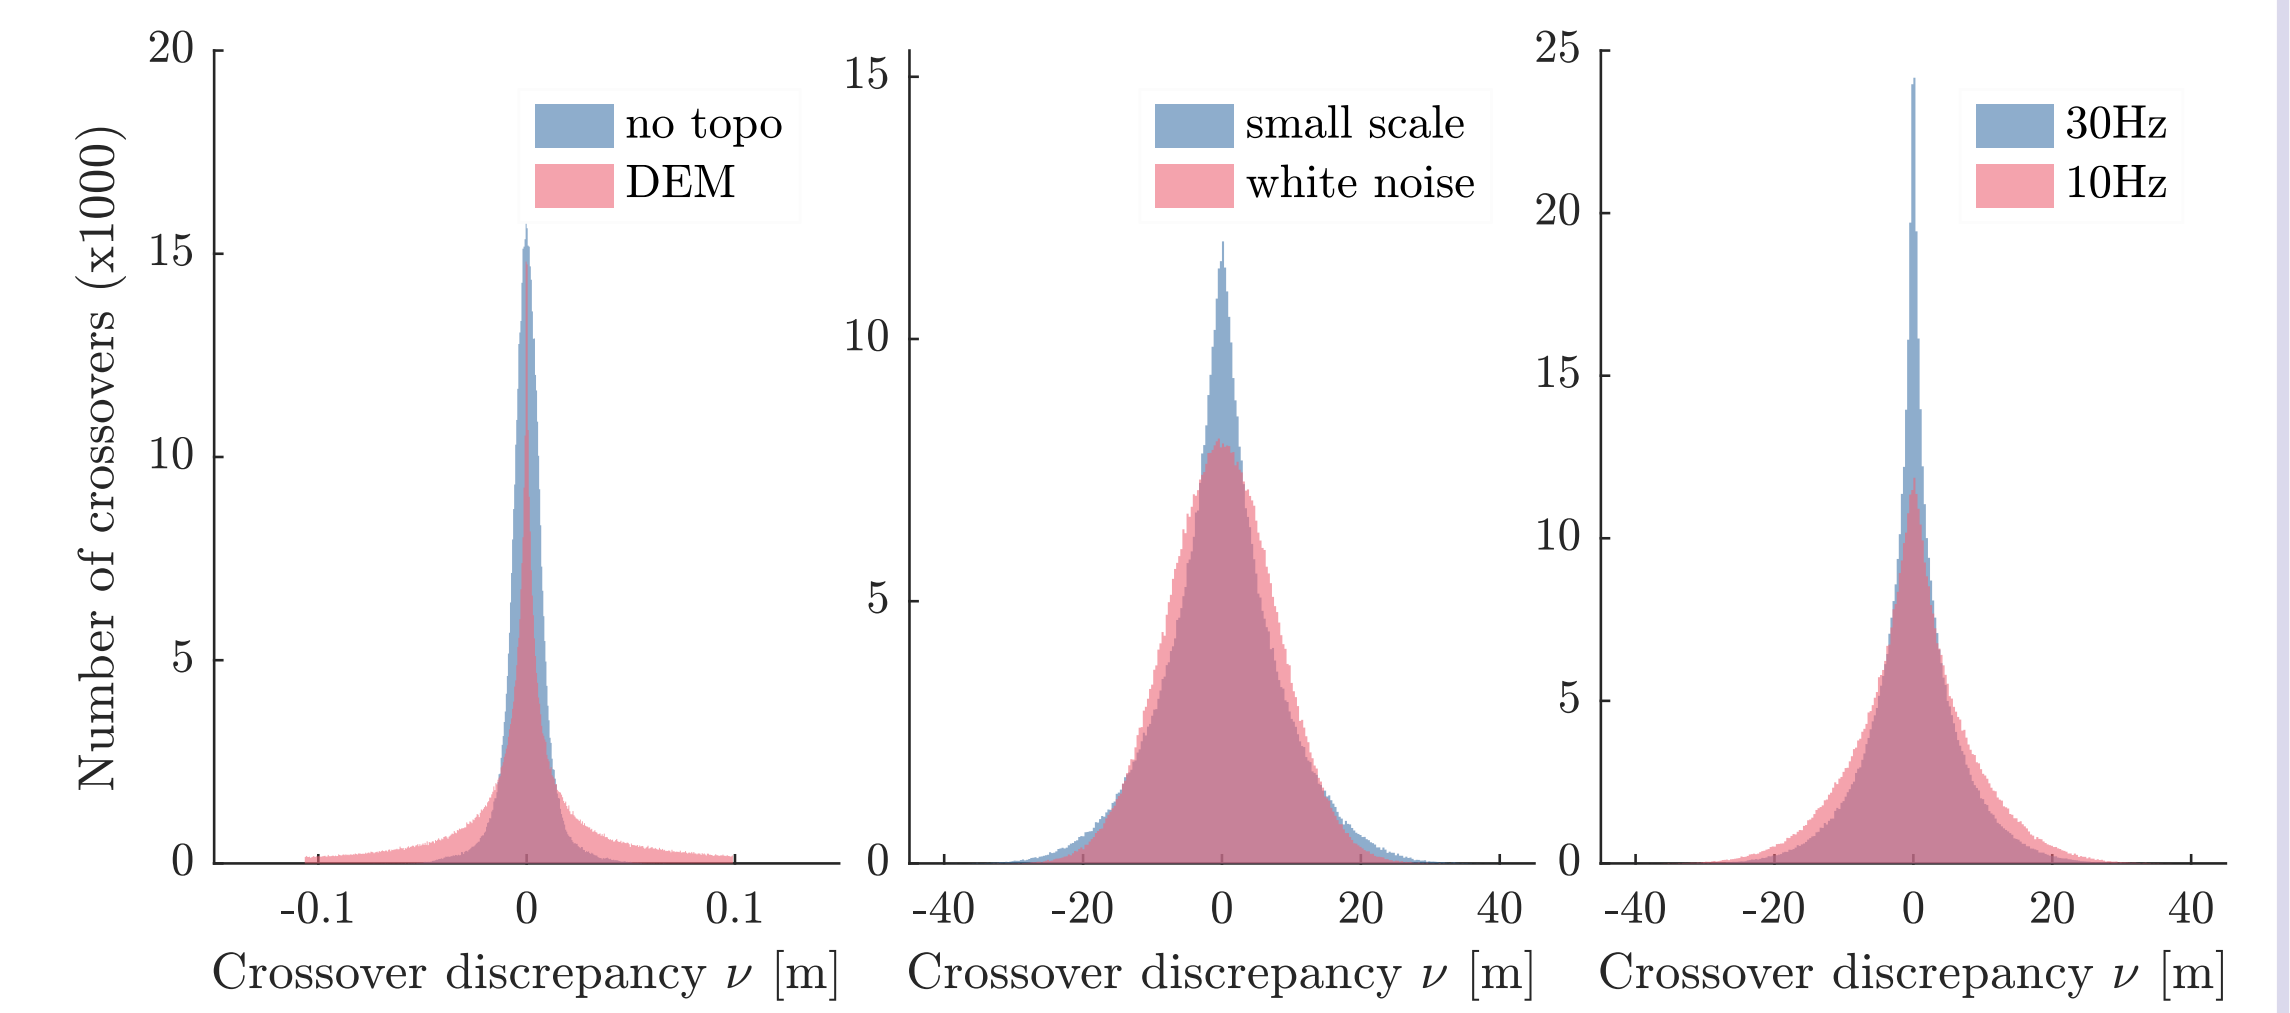 Number of crossovers (x1000)
20
15
10
5
0
-0.1
0
0.1
Crossover discrepancy ν [m]
no topo
DEM
15
10
5
0
-40
-20
0
20
40
Crossover discrepancy ν [m]
small scale
white noise
25
20
15
10
5
0
-40
-20
0
20
40
Crossover discrepancy ν [m]
30Hz
10Hz